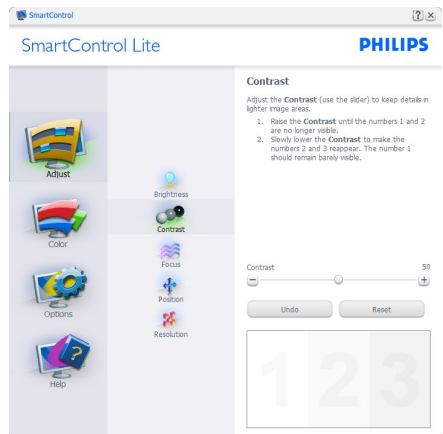 SmartControl
SmartControl Lite
PHILIPS
Adjust
Color
Options
Help
Brightness
Contrast
Focus
Position
Resolution
Contrast
Adjust the Contrast (use the slider) to keep details in
lighter image areas.
1. Raise the Contrast until the numbers 1 and 2
are no longer visible.
2. Slowly lower the Contrast to make the
numbers 2 and 3 reappear. The number 1
should remain barely visible.
Contrast 50
Undo Reset
1 2 3